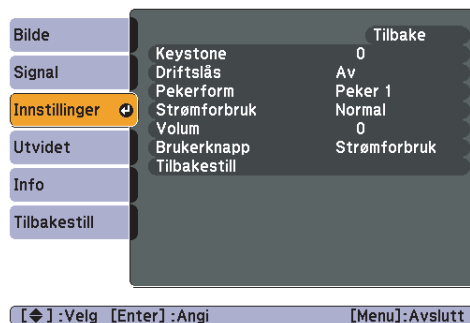 Bilde
Signal
Innstillinger
Utvidet
Info
Tilbakestill
Tilbake
Keystone 0
Driftslås Av
Pekerform Peker 1
Strømforbruk Normal
Volum 0
Brukerknapp Strømforbruk
Tilbakestill
[◆] :Velg [Enter] :Angi [Menu]:Avslutt